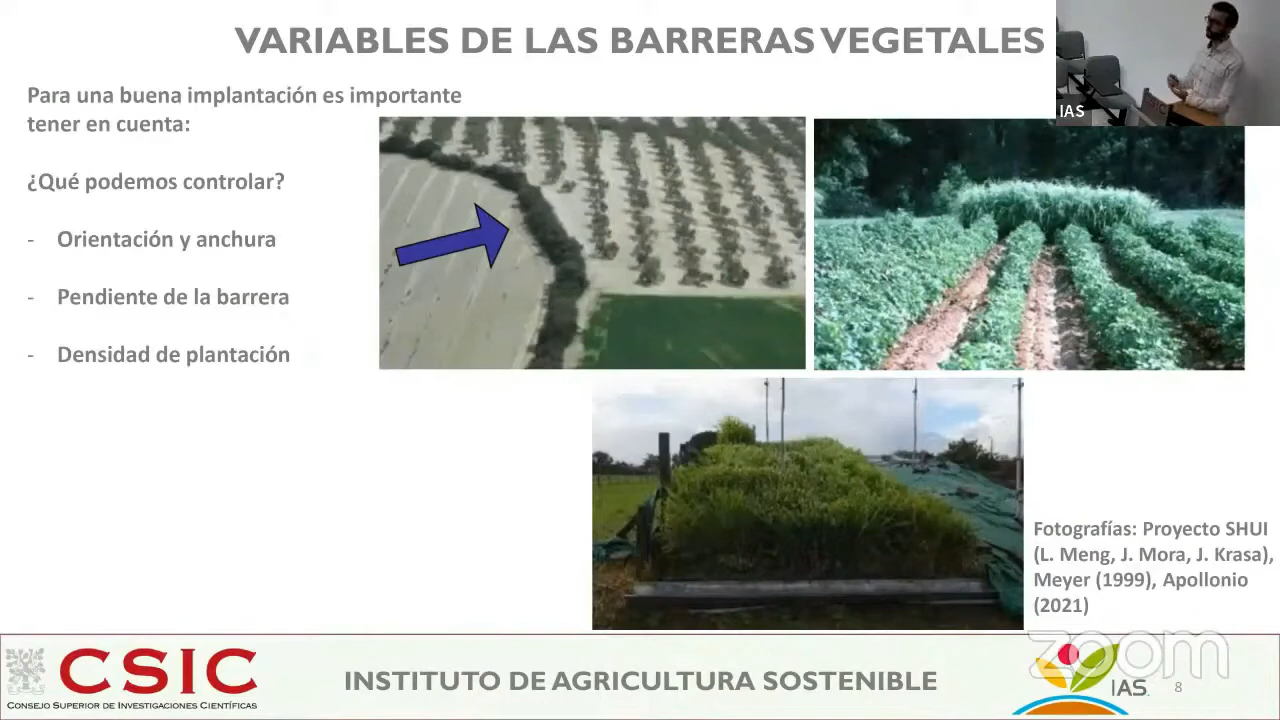 VARIABLES DE LAS BARRERAS VEGETALES
IAS
Para una buena implantación es importante
tener en cuenta:
¿Qué podemos controlar?
- Orientación y anchura
- Pendiente de la barrera
- Densidad de plantación
Fotografías: Proyecto SHUI
(L. Meng, J. Mora, J. Krasa),
Meyer (1999), Apollonio
(2021)
CSIC
CONSEJO SUPERIOR DE INVESTIGACIONES CIENTÍFICAS
INSTITUTO DE AGRICULTURA SOSTENIBLE
zoom
IAS.
8